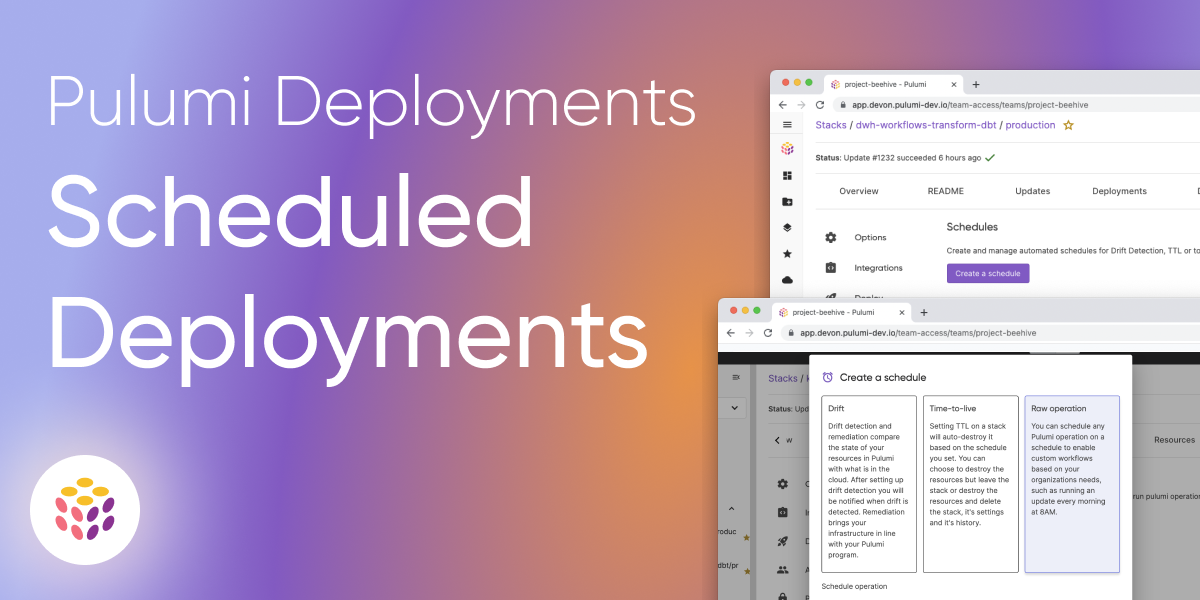 Pulumi Deployments
Scheduled
Deployments
project-beehive - Pulumi
app.devon.pulumi-dev.io/team-access/teams/project-beehive
Stacks / dwh-workflows-transform-dbt / production
Status: Update #1232 succeeded 6 hours ago
Overview README Updates Deployments
Schedules
Options
Create and manage automated schedules for Drift Detection, TTL or to
Integrations
Create a schedule
Deploy
project-beehive - Pulumi
app.devon.pulumi-dev.io/team-access/teams/project-beehive
Stacks /
Status: Upd
w
Resources
run pulumi operation
roduc
dbt/pr
Create a schedule
Drift
Drift detection and
remediation compare
the state of your
resources in Pulumi
with what is in the
cloud. After setting up
drift detection you will
be notified when drift is
detected. Remediation
brings your
infrastructure in line
with your Pulumi
program.
Time-to-live
Setting TTL on a stack
will auto-destroy it
based on the schedule
you set. You can
choose to destroy the
resources but leave the
stack or destroy the
resources and delete
the stack, it's settings
and it's history.
Raw operation
You can schedule any
Pulumi operation on a
schedule to enable
custom workflows
based on your
organizations needs,
such as running an
update every morning
at 8AM.
Schedule operation